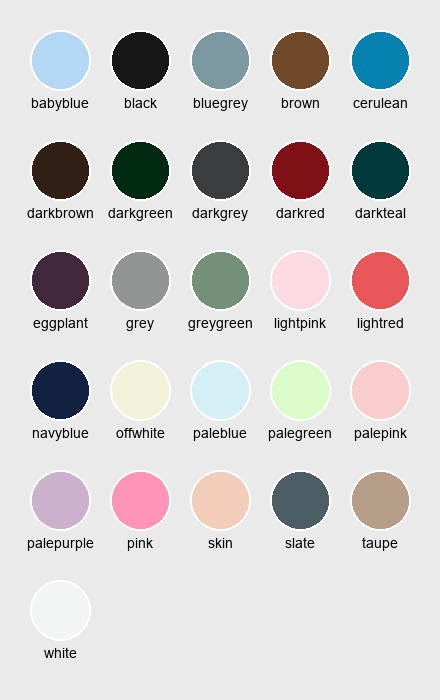 babyblue black bluegrey brown cerulean
darkbrown darkgreen darkgrey darkred darkteal
eggplant grey greygreen lightpink lightred
navyblue offwhite paleblue palegreen palepink
palepurple pink skin slate taupe
white